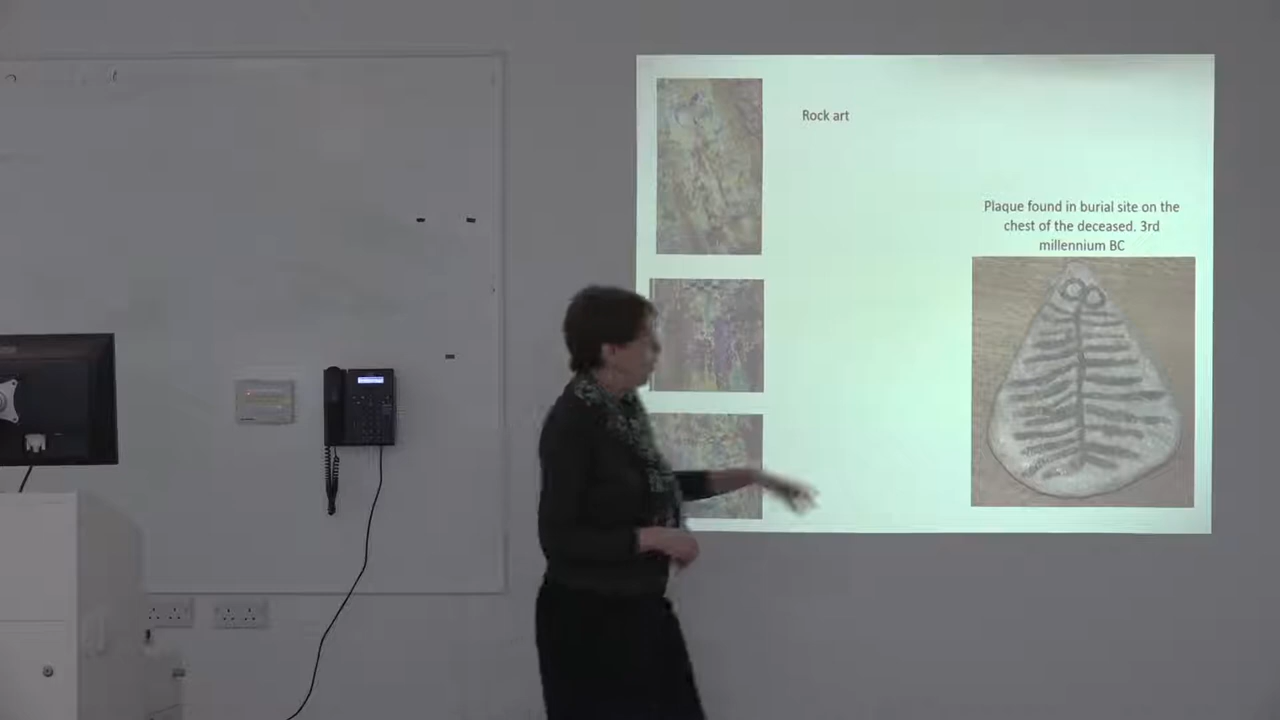 Rock art
Plaque found in burial site on the
chest of the deceased. 3rd
millennium BC